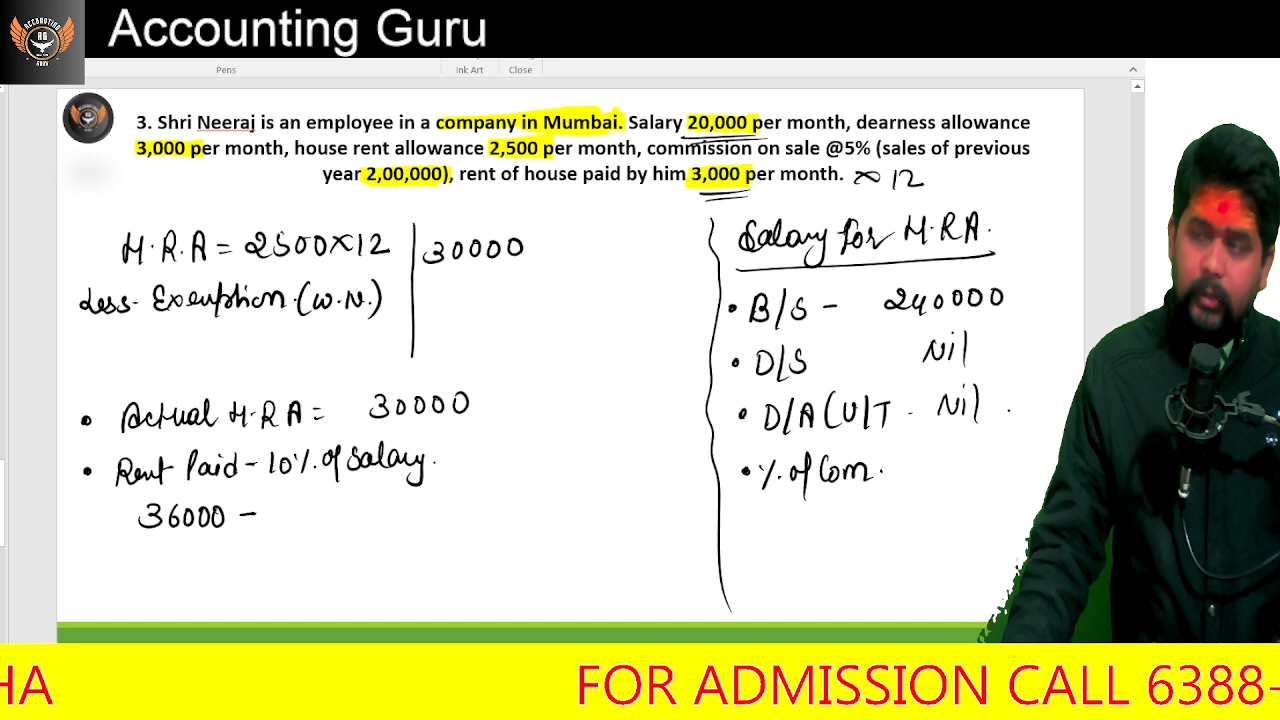 Accounting Guru
Pens
Ink Art
Close
3. Shri Neeraj is an employee in a company in Mumbai. Salary 20,000 per month, dearness allowance
3,000 per month, house rent allowance 2,500 per month, commission on sale @5% (sales of previous
year 2,00,000), rent of house paid by him 3,000 per month. × 12
H.R.A = 2500×12 30000
Less- Exemption (W.N.)
• Actual H.R.A = 30000
• Rent Paid - 10% of Salary.
36000 -
Salary for H.R.A.
• B/S - 240000
• D/S Nil
• D/A (U/T - Nil .
• % of Com.
HA FOR ADMISSION CALL 6388-